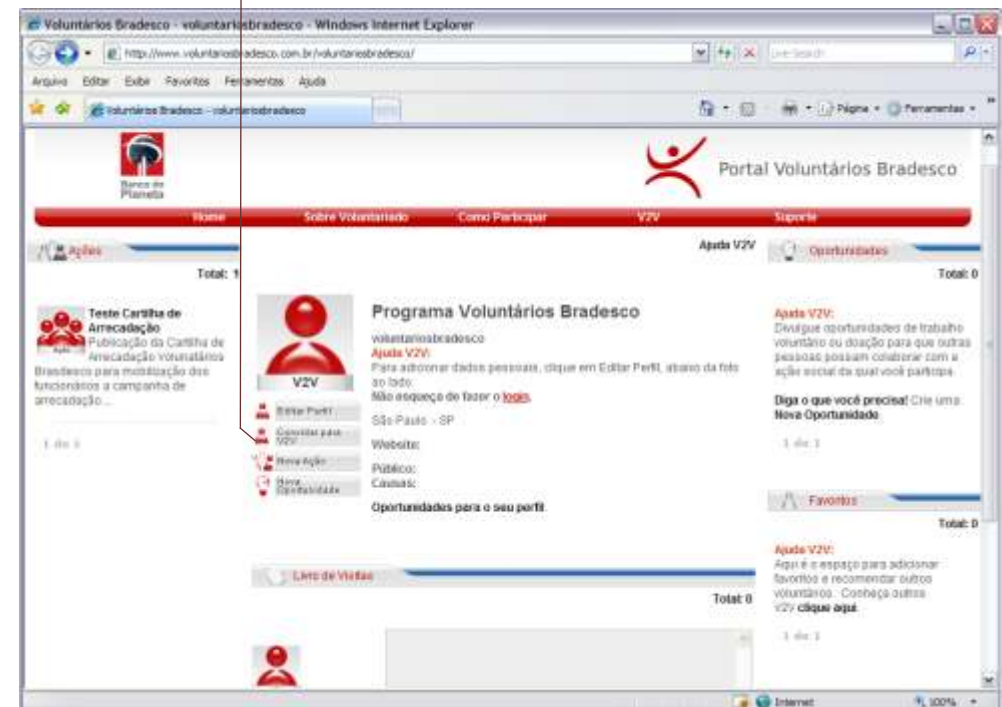 Voluntários Bradesco - voluntariosbradesco - Windows Internet Explorer
http://www.voluntariosbradesco.com.br/voluntariosbradesco/
Live Search
Arquivo Editar Exibir Favoritos Ferramentas Ajuda
Voluntários Bradesco - voluntariosbradesco
Página
Ferramentas
Banco do
Planeta
Portal Voluntários Bradesco
Home
Sobre Voluntariado
Como Participar
V2V
Suporte
Ações
Total: 1
Teste Cartilha de
Arrecadação
Publicação da Cartilha de
Arrecadação
para mobilização dos
funcionários a campanha de
arrecadação...
1 de 1
Ajuda V2V
V2V
Editar Perfil
Convidar para
V2V
Nova Ação
Nova
Oportunidade
Programa Voluntários Bradesco
voluntariosbradesco
Ajuda V2V:
Para adicionar dados pessoais, clique em Editar Perfil, abaixo da foto
ao lado.
Não esqueça de fazer o login.
São Paulo - SP
Website:
Público:
Causas:
Oportunidades para o seu perfil.
Livro de Visitas
Total: 0
Oportunidades
Total: 0
Ajuda V2V:
Divulgue oportunidades de trabalho
voluntário ou doação para que outras
pessoas possam colaborar com a
ação social da qual você participa.
Diga o que você precisa! Crie uma
Nova Oportunidade
1 de 1
Favoritos
Total: 0
Ajuda V2V:
Aqui é o espaço para adicionar
favoritos e recomendar outros
voluntários. Conheça outros
V2V clique aqui.
1 de 1
Internet
100%